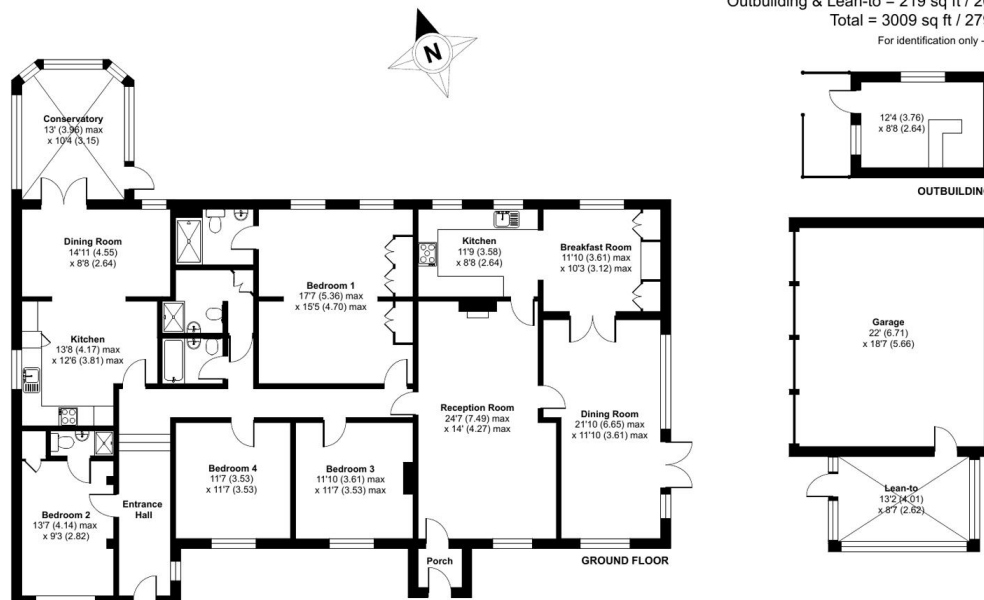 Outbuilding & Lean-to = 219 sq ft /
Total = 3009 sq ft /
For identification only -
N
Conservatory
13' (3.96) max
x 10'4 (3.15)
12'4 (3.76)
x 8'8 (2.64)
OUTBUILDING
Dining Room
14'11 (4.55)
x 8'8 (2.64)
Kitchen
11'9 (3.58)
x 8'8 (2.64)
Breakfast Room
11'10 (3.61) max
x 10'3 (3.12) max
Bedroom 1
17'7 (5.36) max
x 15'5 (4.70) max
Kitchen
13'8 (4.17) max
x 12'6 (3.81) max
Garage
22' (6.71)
x 18'7 (5.66)
Reception Room
24'7 (7.49) max
x 14' (4.27) max
Dining Room
21'10 (6.65) max
x 11'10 (3.61) max
Bedroom 4
11'7 (3.53)
x 11'7 (3.53)
Bedroom 3
11'10 (3.61) max
x 11'7 (3.53) max
Lean-to
13'2 (4.01)
x 8'7 (2.62)
Entrance
Hall
Bedroom 2
13'7 (4.14) max
x 9'3 (2.82)
Porch
GROUND FLOOR